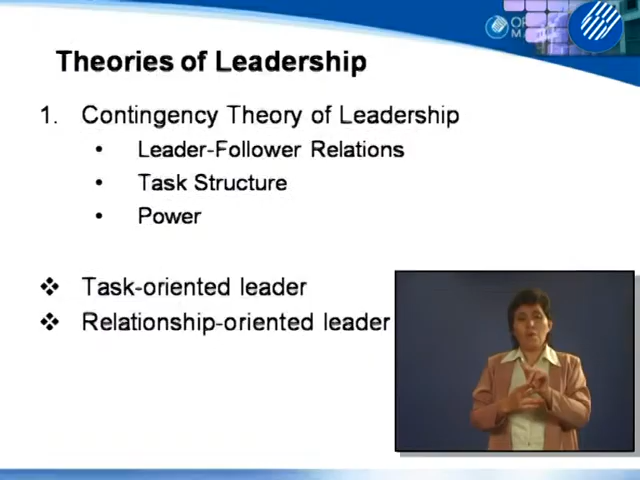 Theories of Leadership
1. Contingency Theory of Leadership
• Leader-Follower Relations
• Task Structure
• Power
❖ Task-oriented leader
❖ Relationship-oriented leader